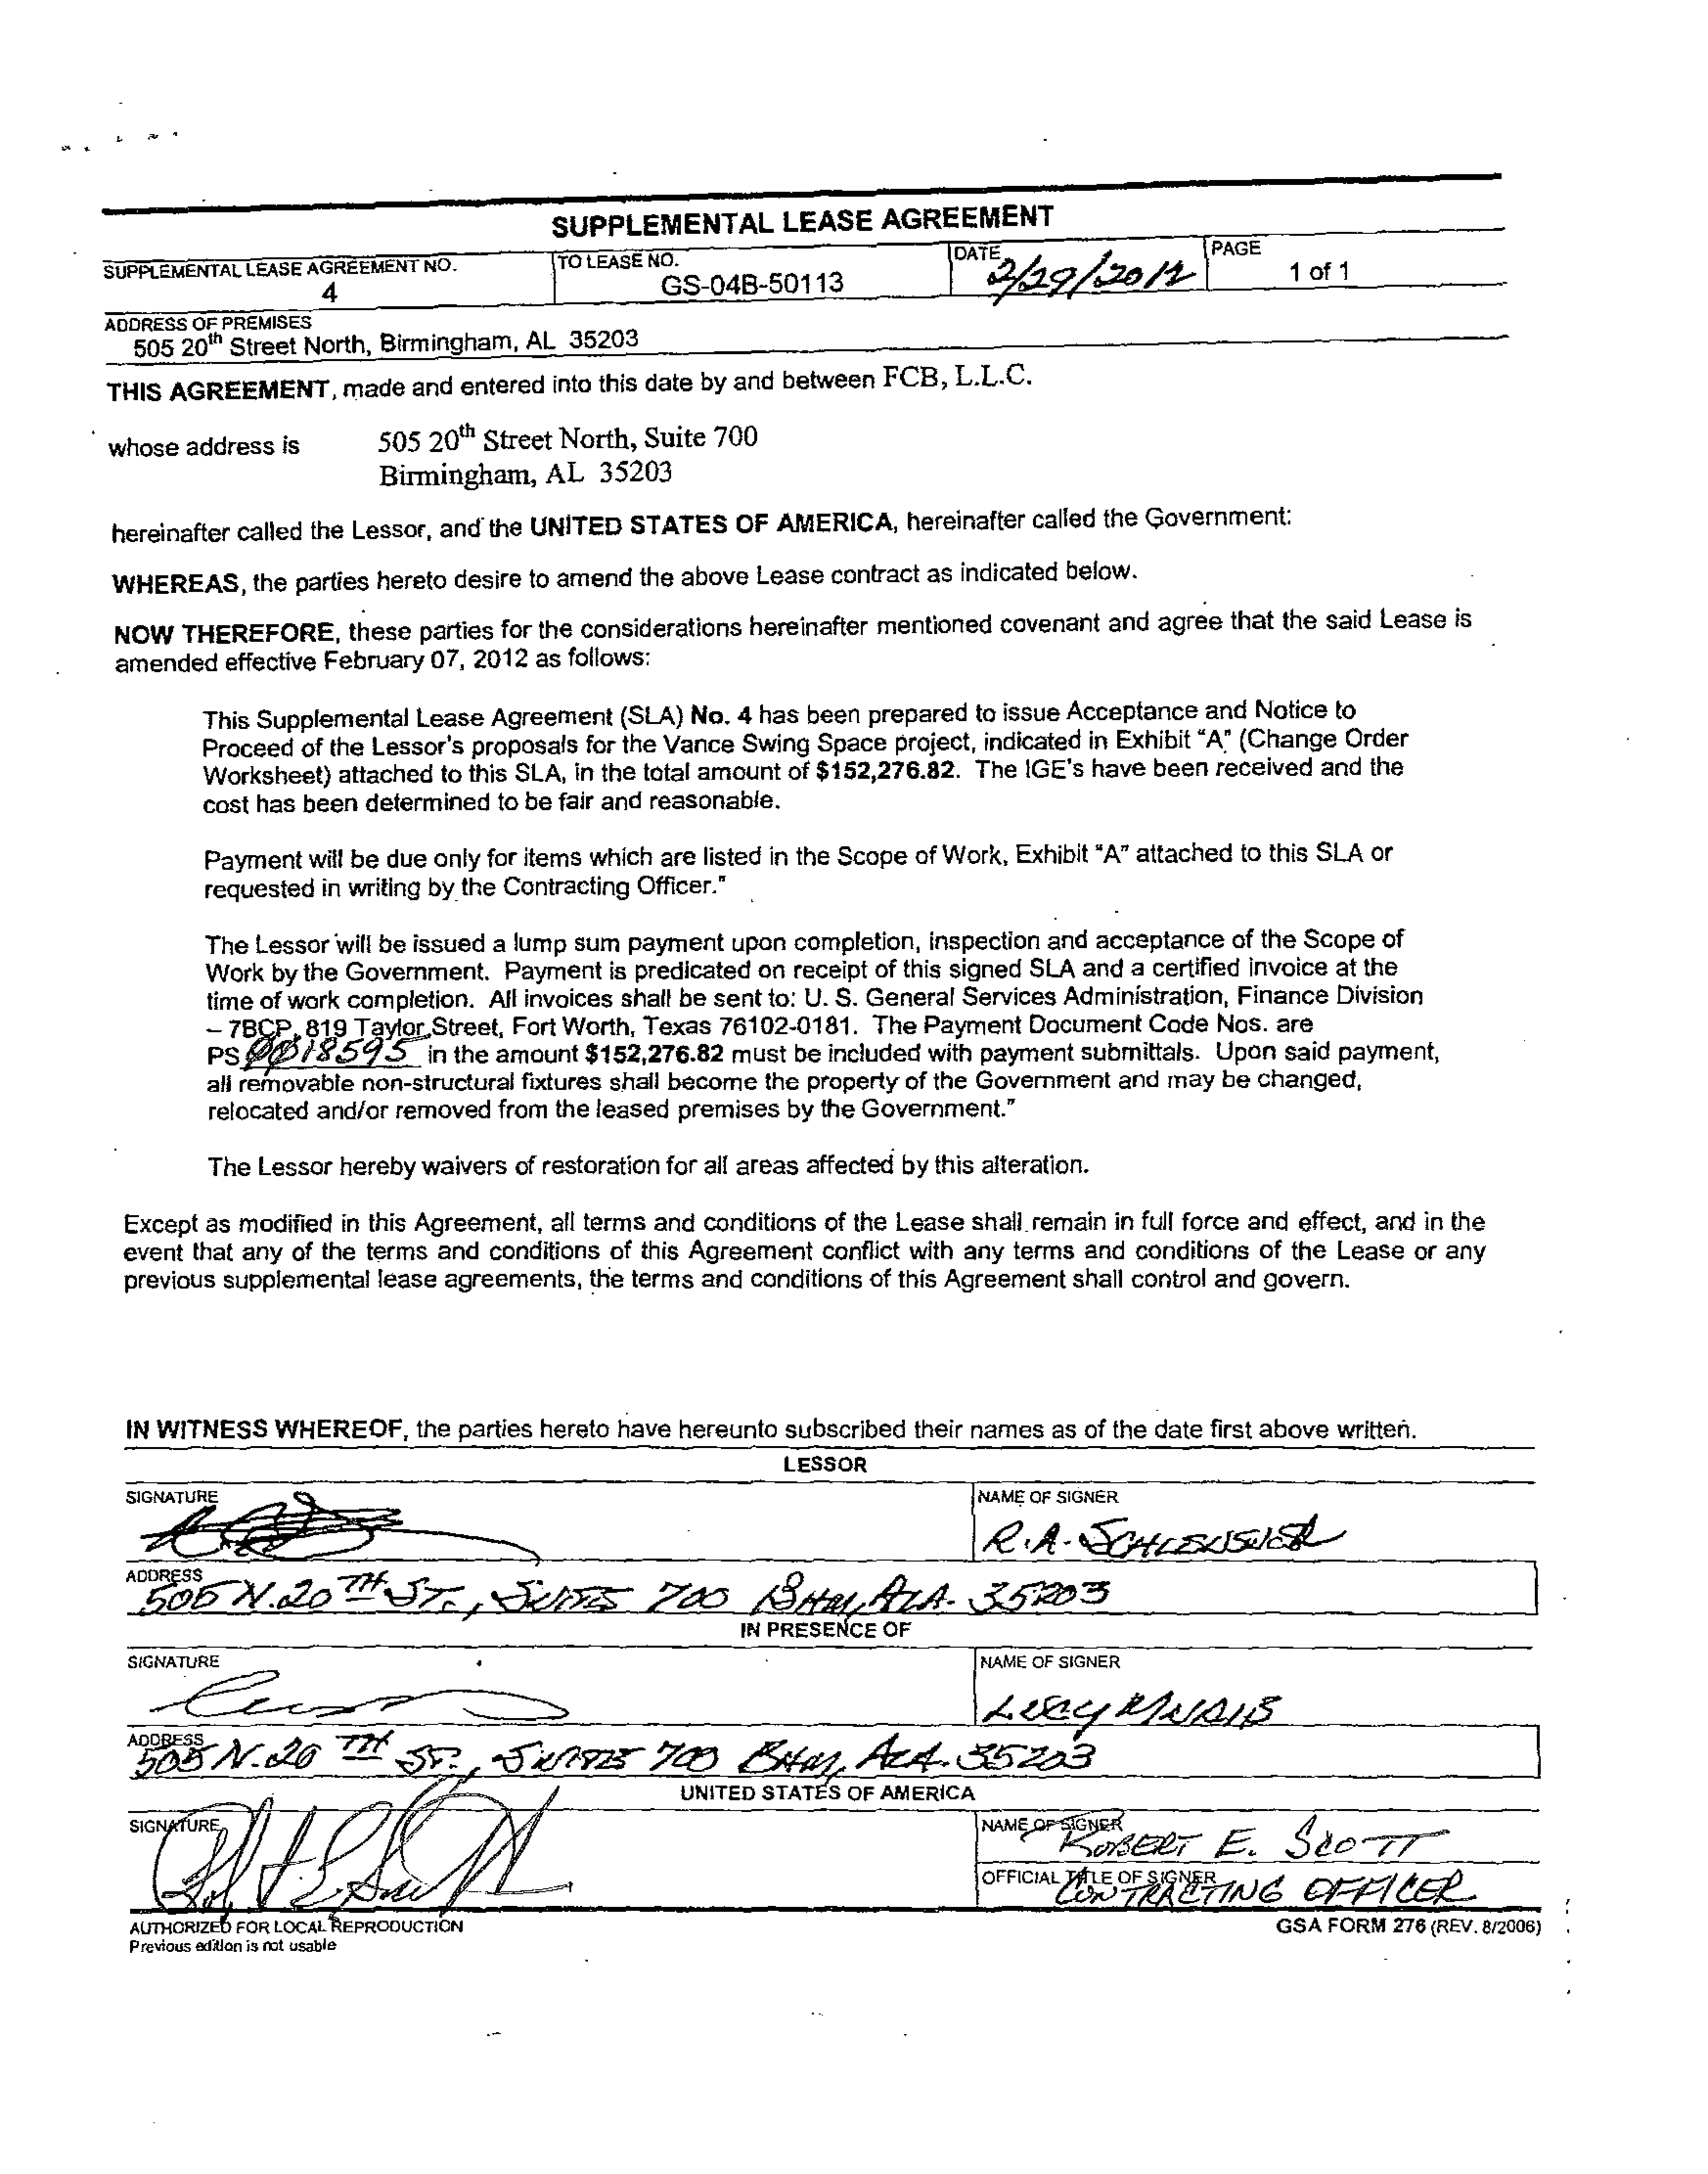 SUPPLEMENTAL LEASE AGREEMENT
SUPPLEMENTAL LEASE AGREEMENT NO.
4
TO LEASE NO.
GS-04B-50113
DATE
2/29/2012
PAGE
1 of 1
ADDRESS OF PREMISES
505 20th Street North, Birmingham, AL 35203
THIS AGREEMENT, made and entered into this date by and between FCB, L.L.C.
whose address is 505 20th Street North, Suite 700
Birmingham, AL 35203
hereinafter called the Lessor, and the UNITED STATES OF AMERICA, hereinafter called the Government:
WHEREAS, the parties hereto desire to amend the above Lease contract as indicated below.
NOW THEREFORE, these parties for the considerations hereinafter mentioned covenant and agree that the said Lease is
amended effective February 07, 2012 as follows:
This Supplemental Lease Agreement (SLA) No. 4 has been prepared to issue Acceptance and Notice to
Proceed of the Lessor's proposals for the Vance Swing Space project, indicated in Exhibit "A" (Change Order
Worksheet) attached to this SLA, in the total amount of $152,276.82. The IGE's have been received and the
cost has been determined to be fair and reasonable.
Payment will be due only for items which are listed in the Scope of Work, Exhibit "A" attached to this SLA or
requested in writing by the Contracting Officer."
The Lessor will be issued a lump sum payment upon completion, inspection and acceptance of the Scope of
Work by the Government. Payment is predicated on receipt of this signed SLA and a certified invoice at the
time of work completion. All invoices shall be sent to: U. S. General Services Administration, Finance Division
– 7BCP, 819 Taylor Street, Fort Worth, Texas 76102-0181. The Payment Document Code Nos. are
PS 0018595 in the amount $152,276.82 must be included with payment submittals. Upon said payment,
all removable non-structural fixtures shall become the property of the Government and may be changed,
relocated and/or removed from the leased premises by the Government."
The Lessor hereby waivers of restoration for all areas affected by this alteration.
Except as modified in this Agreement, all terms and conditions of the Lease shall remain in full force and effect, and in the
event that any of the terms and conditions of this Agreement conflict with any terms and conditions of the Lease or any
previous supplemental lease agreements, the terms and conditions of this Agreement shall control and govern.
IN WITNESS WHEREOF, the parties hereto have hereunto subscribed their names as of the date first above written.
LESSOR
SIGNATURE
NAME OF SIGNER
R.A.
ADDRESS
505 N. 20TH ST., SUITE 700 BHM, ALA. 35203
IN PRESENCE OF
SIGNATURE
NAME OF SIGNER
LUCY
ADDRESS
505 N. 20TH ST., SUITE 700 BHM, ALA. 35203
UNITED STATES OF AMERICA
SIGNATURE
NAME OF SIGNER
ROBERT E. SCOTT
OFFICIAL TITLE OF SIGNER
CONTRACTING OFFICER
AUTHORIZED FOR LOCAL REPRODUCTION
Previous edition is not usable
GSA FORM 276 (REV. 8/2006)